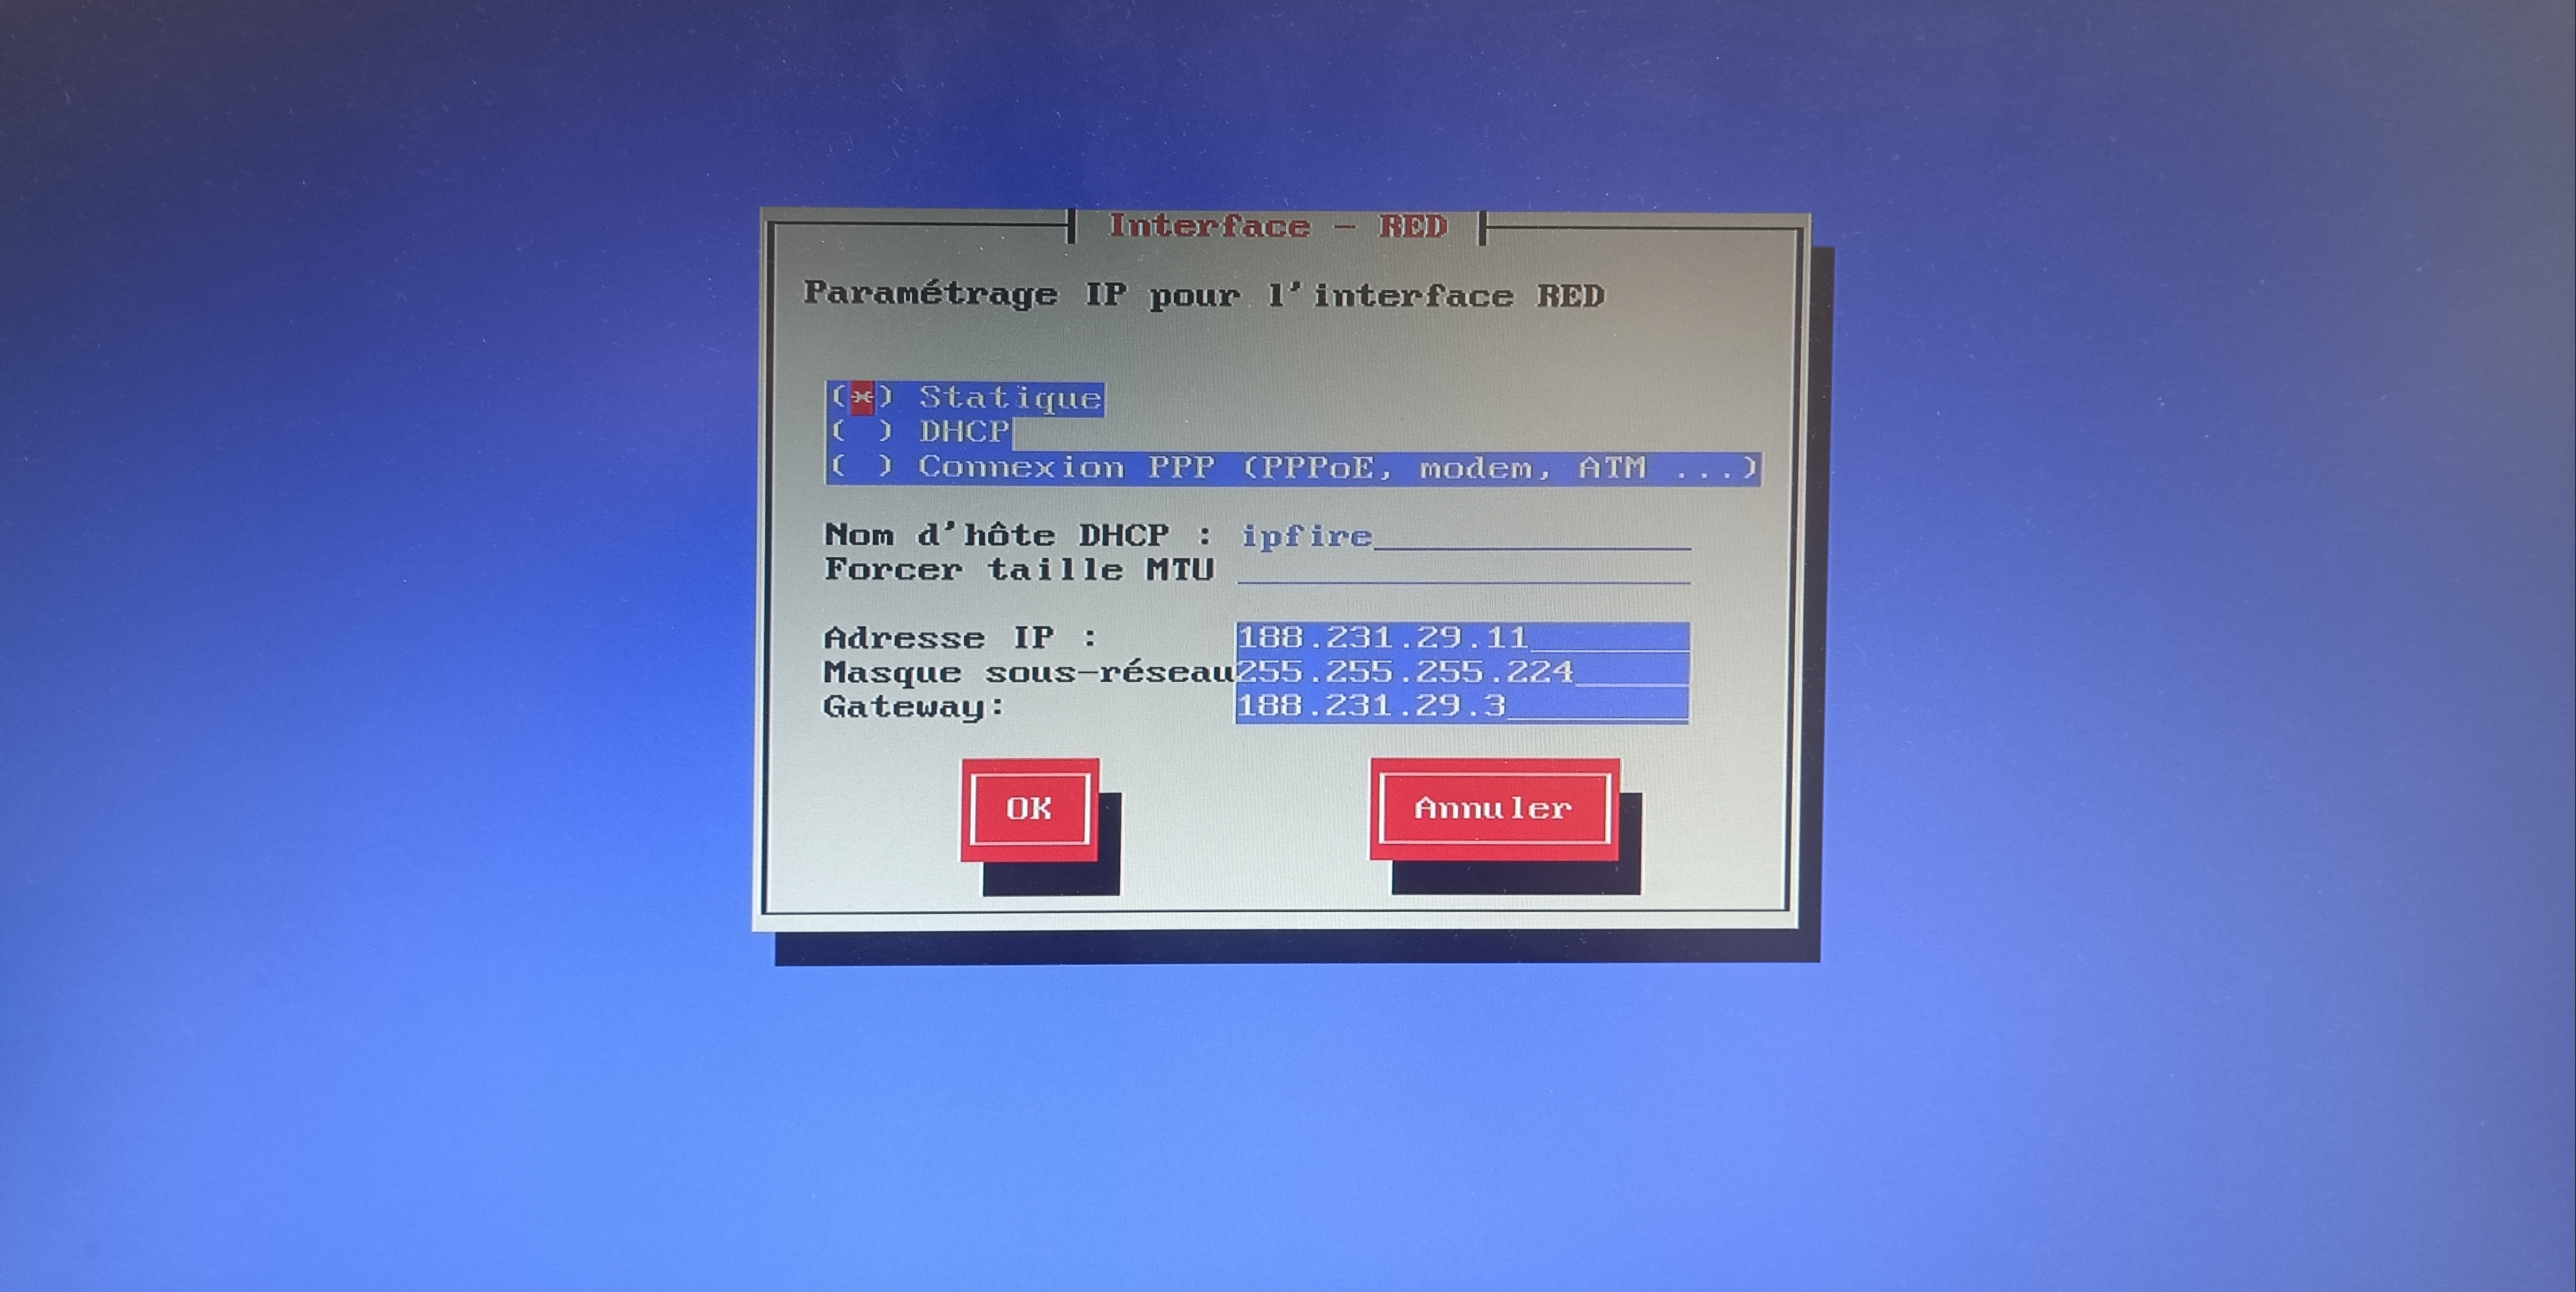 Interface - RED
Paramétrage IP pour l'interface RED
(*) Statique
( ) DHCP
( ) Connexion PPP (PPPoE, modem, ATM ...)
Nom d'hôte DHCP : ipfire
Forcer taille MTU
Adresse IP : 188.231.29.11
Masque sous-réseau 255.255.255.224
Gateway: 188.231.29.3
OK Annuler